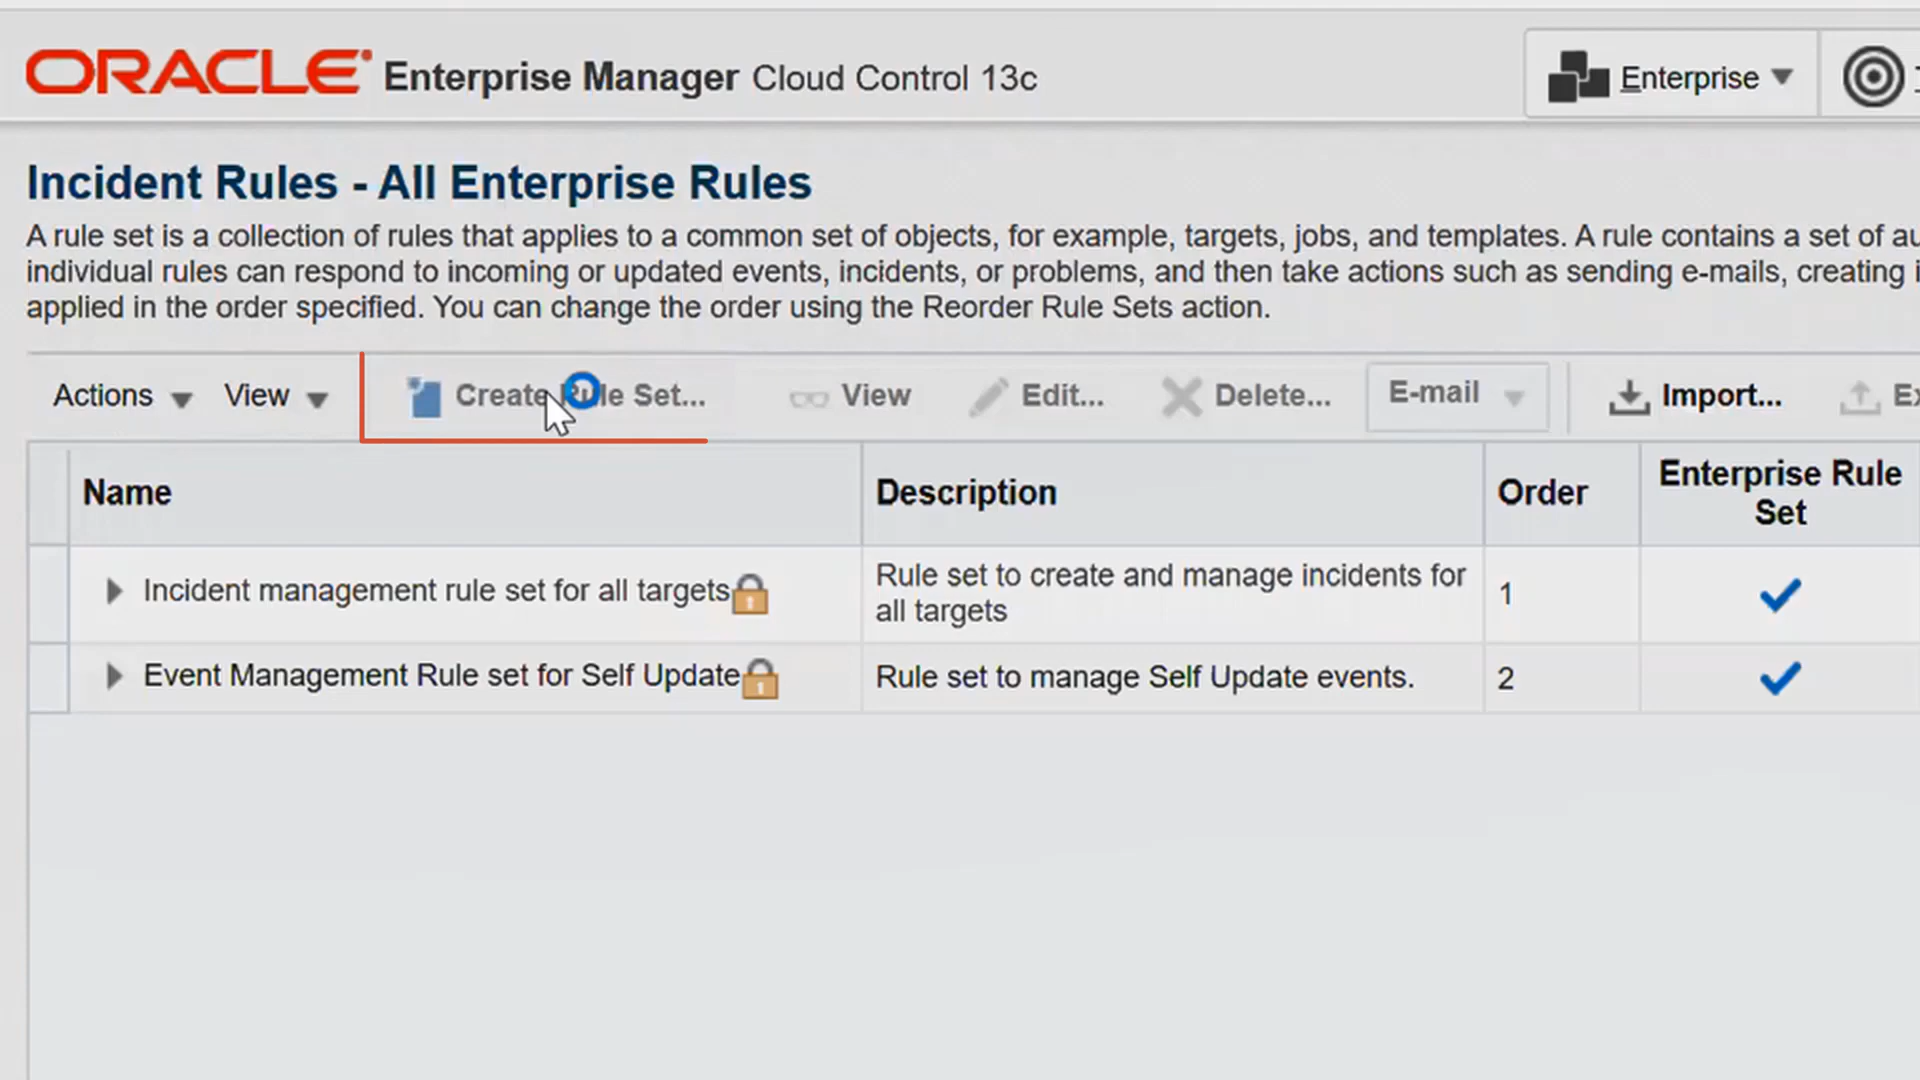 ORACLE Enterprise Manager Cloud Control 13c
Enterprise
Incident Rules - All Enterprise Rules
A rule set is a collection of rules that applies to a common set of objects, for example, targets, jobs, and templates. A rule contains a set of
individual rules can respond to incoming or updated events, incidents, or problems, and then take actions such as sending e-mails, creating
applied in the order specified. You can change the order using the Reorder Rule Sets action.
Actions View Create Rule Set... View Edit... Delete... E-mail Import...
Name Description Order Enterprise Rule Set
Incident management rule set for all targets Rule set to create and manage incidents for all targets 1
Event Management Rule set for Self Update Rule set to manage Self Update events. 2